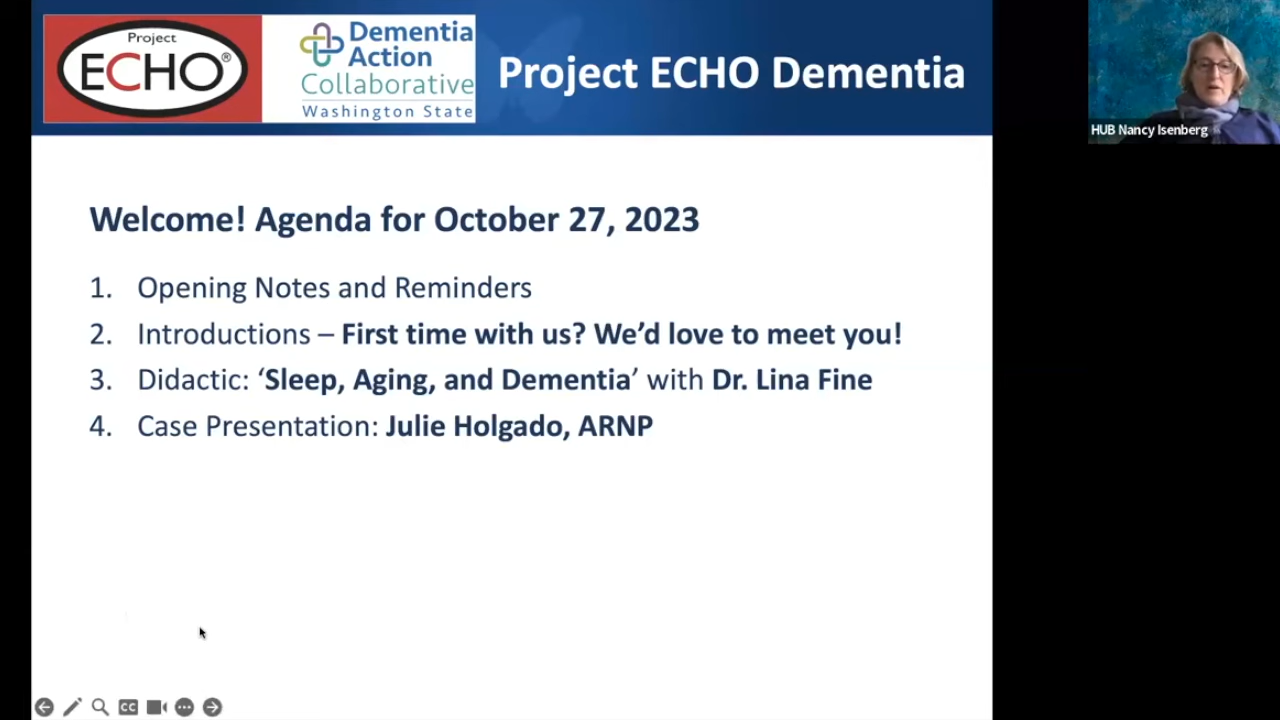 Project
ECHO®
Dementia
Action
Collaborative
Washington State
Project ECHO Dementia
HUB Nancy Isenberg
Welcome! Agenda for October 27, 2023
1. Opening Notes and Reminders
2. Introductions – First time with us? We’d love to meet you!
3. Didactic: ‘Sleep, Aging, and Dementia’ with Dr. Lina Fine
4. Case Presentation: Julie Holgado, ARNP
CC